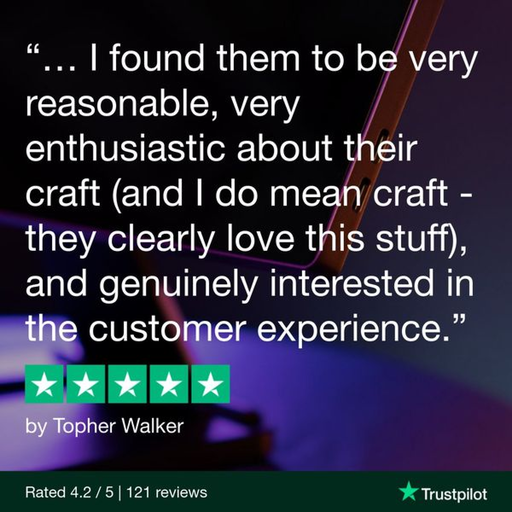 “… I found them to be very
reasonable, very
enthusiastic about their
craft (and I do mean craft -
they clearly love this stuff),
and genuinely interested in
the customer experience.”
by Topher Walker
Rated 4.2 / 5 | 121 reviews
Trustpilot